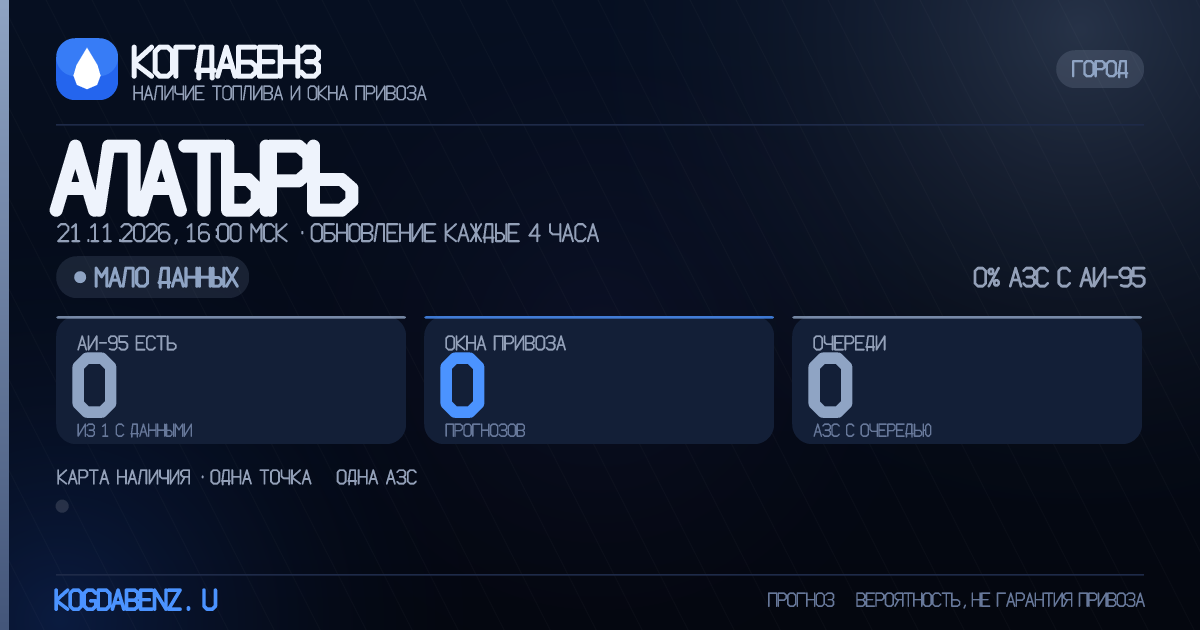 КОГДАБЕНЗ
НАЛИЧИЕ ТОПЛИВА И ОКНА ПРИВОЗА
ГОРОД
АЛАТЫРЬ
21.11.2026, 16:00 МСК · ОБНОВЛЕНИЕ КАЖДЫЕ 4 ЧАСА
МАЛО ДАННЫХ
0% АЗС С АИ-95
АИ-95 ЕСТЬ
0
ИЗ 1 С ДАННЫМИ
ОКНА ПРИВОЗА
0
ПРОГНОЗОВ
ОЧЕРЕДИ
0
АЗС С ОЧЕРЕДЬЮ
КАРТА НАЛИЧИЯ · ОДНА ТОЧКА ОДНА АЗС
KOGDABENZ. U
ПРОГНОЗ ВЕРОЯТНОСТЬ, НЕ ГАРАНТИЯ ПРИВОЗА